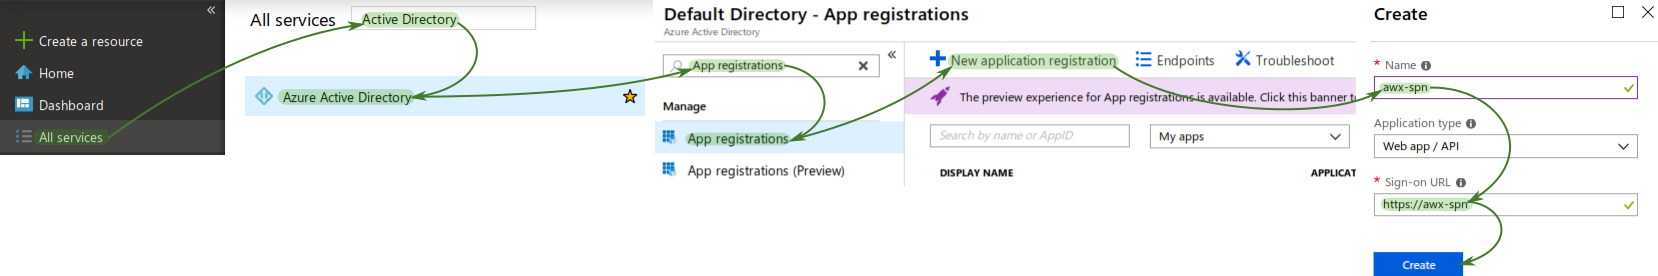 «
Create a resource
Home
Dashboard
All services
All services
Active Directory
Azure Active Directory
Default Directory - App registrations
Azure Active Directory
App registrations
«
Manage
App registrations
App registrations (Preview)
New application registration
Endpoints
Troubleshoot
The preview experience for App registrations is available. Click this banner to
Search by name or AppID
My apps
DISPLAY NAME
APPLICAT
Create
* Name
awx-spn
Application type
Web app / API
* Sign-on URL
https://awx-spn
Create